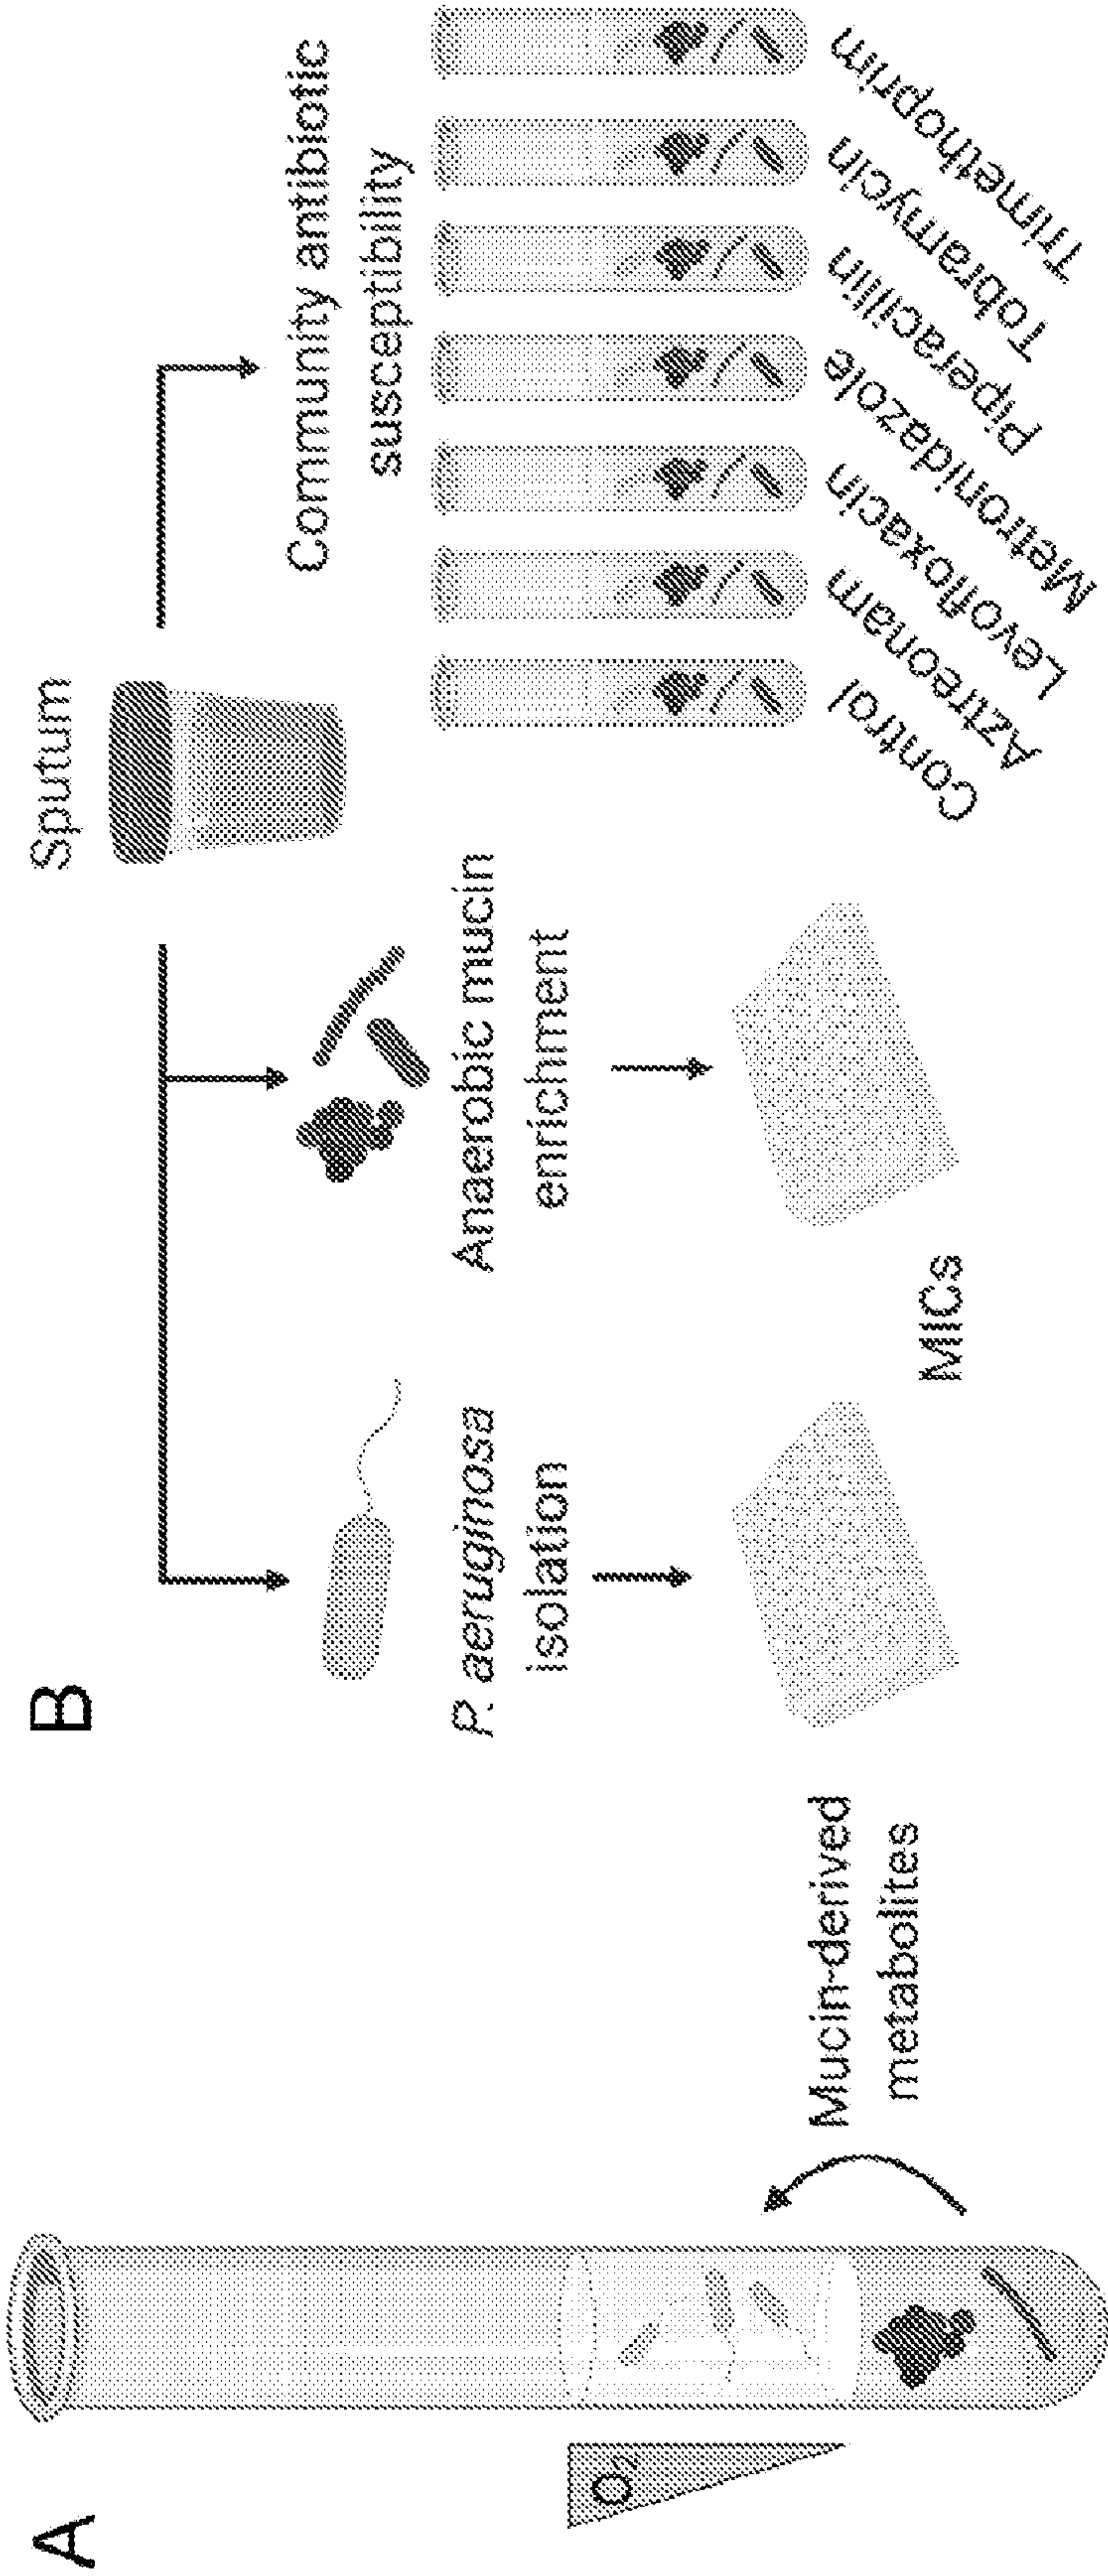 A
O₂
Mucin-derived
metabolites
B
Sputum
P. aeruginosa
isolation
Anaerobic mucin
enrichment
MICs
Community antibiotic
susceptibility
Control
Aztreonam
Levofloxacin
Metronidazole
Piperacillin
Tobramycin
Trimethoprim